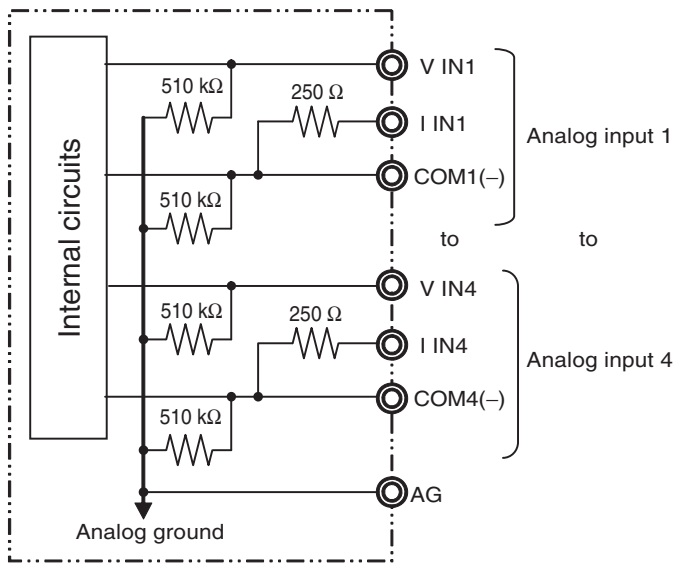 V IN1
510 kΩ
250 Ω
I IN1
Analog input 1
COM1(−)
510 kΩ
Internal circuits
to
to
V IN4
510 kΩ
250 Ω
I IN4
Analog input 4
COM4(−)
510 kΩ
AG
Analog ground